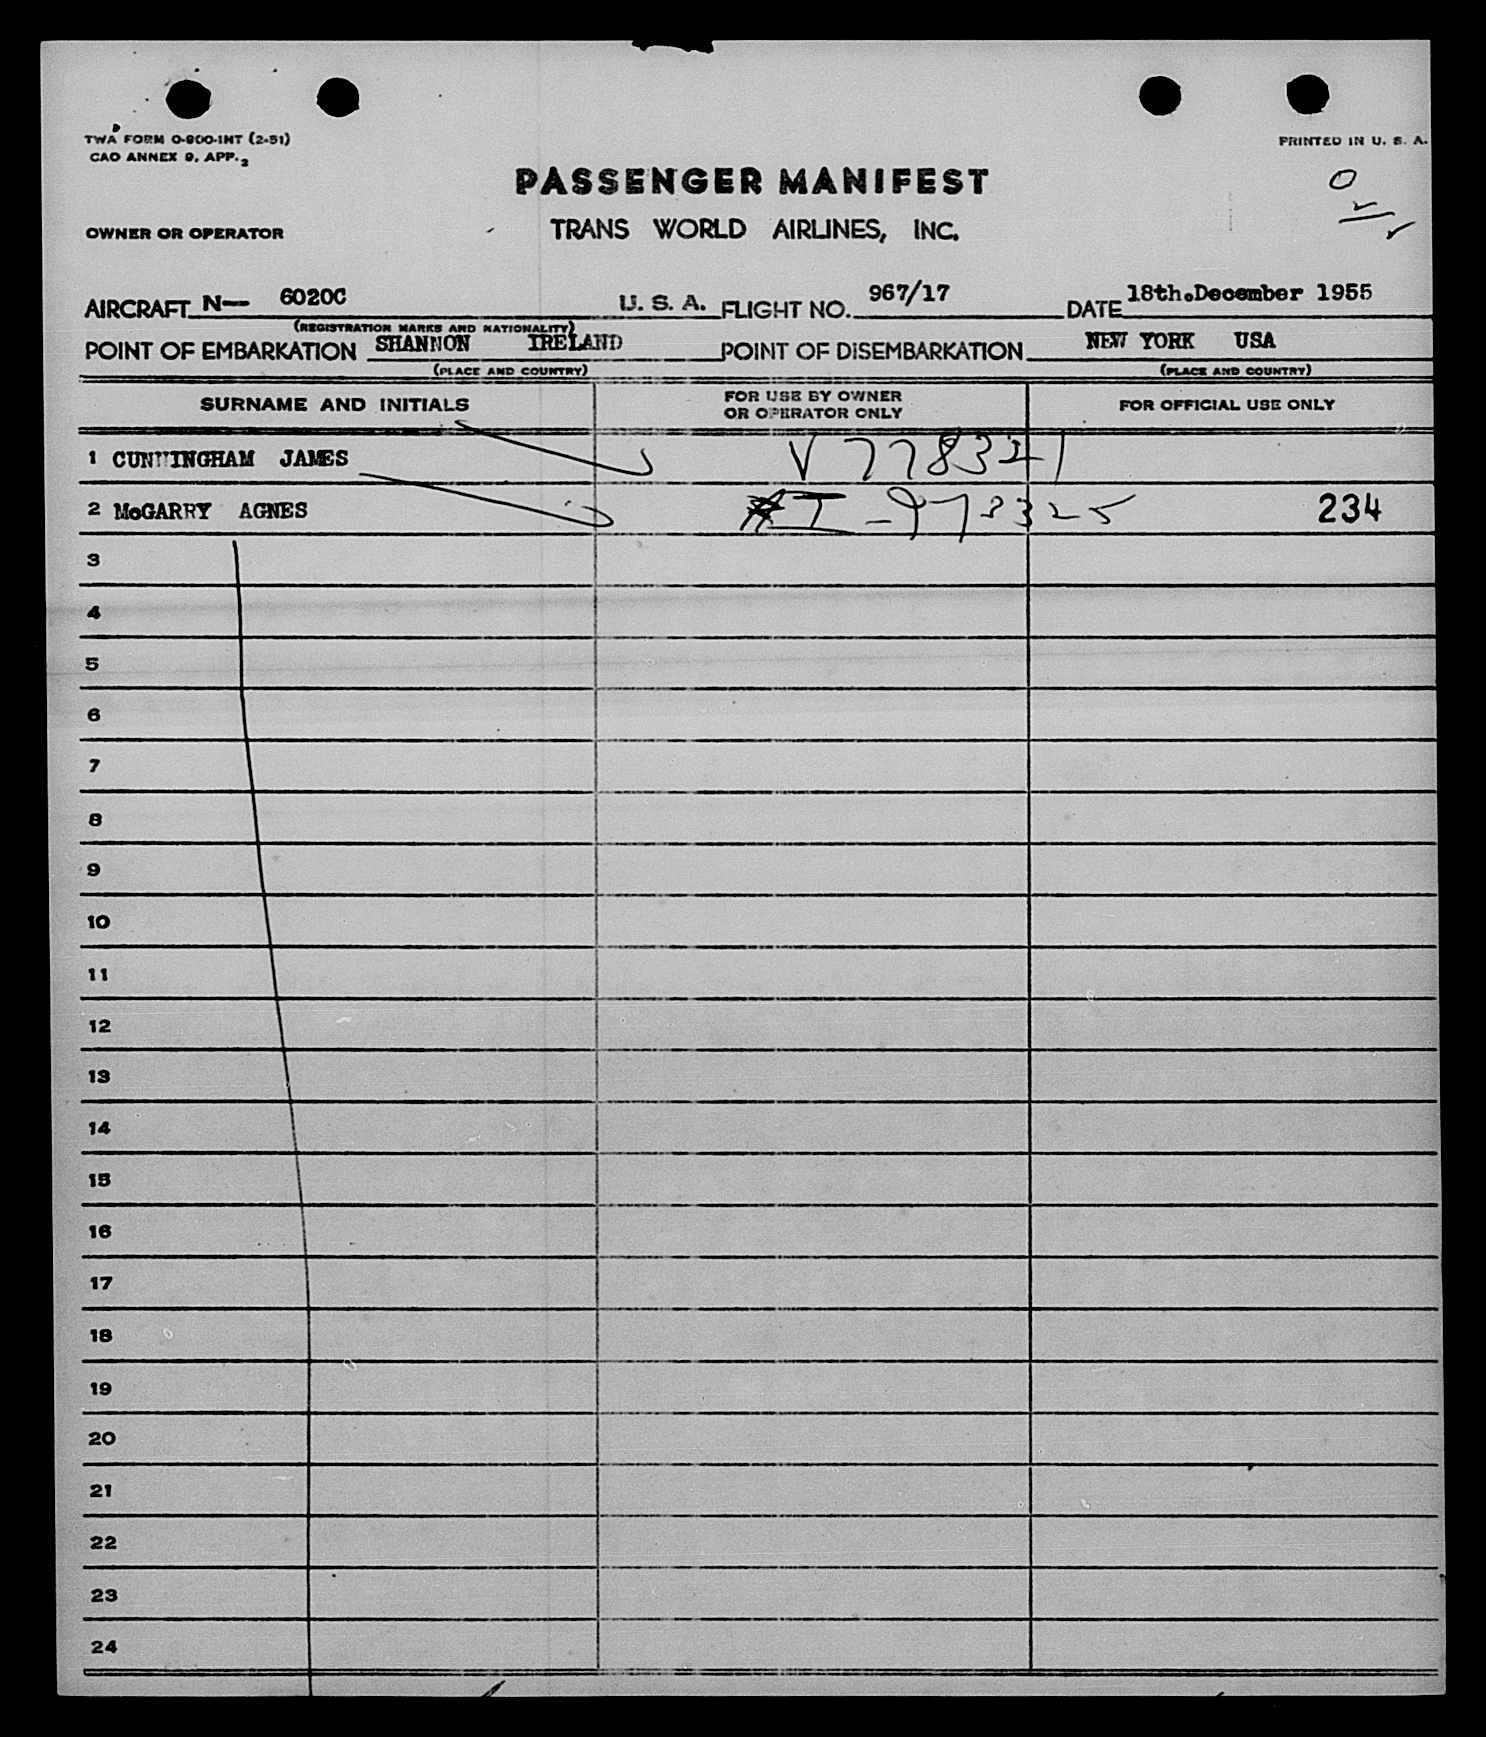 TWA FORM O-800-INT (2-51)
CAO ANNEX 9, APP. 2
PRINTED IN U. S. A.
PASSENGER MANIFEST
0
2
OWNER OR OPERATOR
TRANS WORLD AIRLINES, INC.
AIRCRAFT N— 6020C U. S. A. FLIGHT NO. 967/17 DATE 18th.December 1955
(REGISTRATION MARKS AND NATIONALITY)
POINT OF EMBARKATION SHANNON IRELAND POINT OF DISEMBARKATION NEW YORK USA
(PLACE AND COUNTRY) (PLACE AND COUNTRY)
SURNAME AND INITIALS FOR USE BY OWNER OR OPERATOR ONLY FOR OFFICIAL USE ONLY
1 CUNNINGHAM JAMES V 778321
2 McGARRY AGNES I-978325 234
3
4
5
6
7
8
9
10
11
12
13
14
15
16
17
18
19
20
21
22
23
24